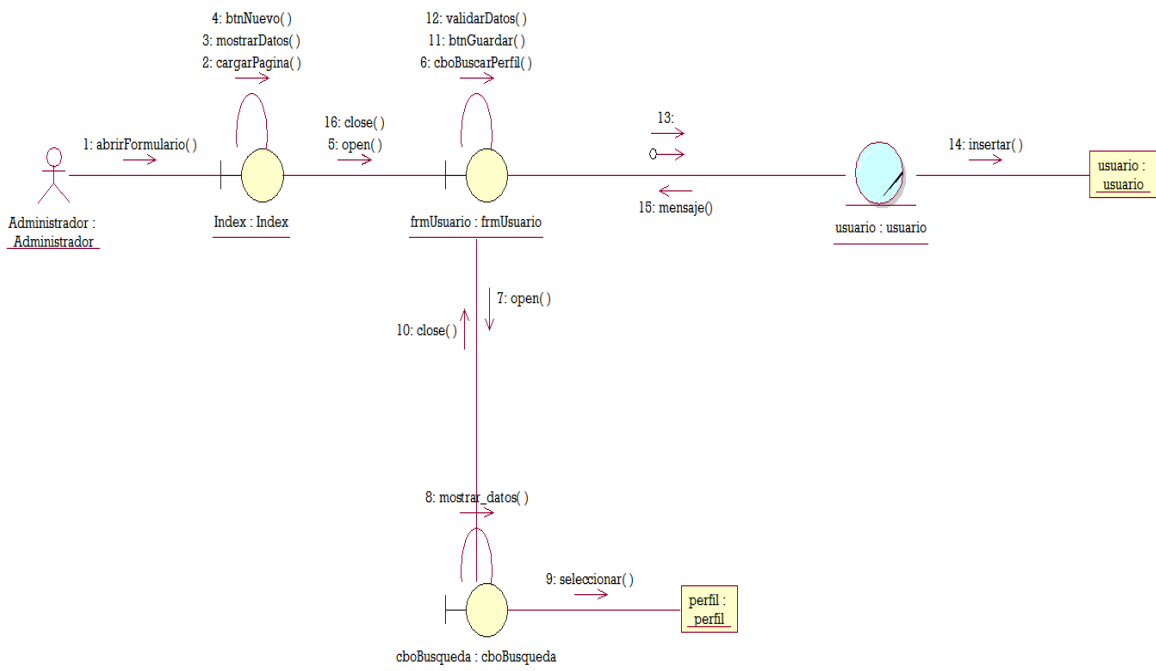 4: btnNuevo( )
3: mostrarDatos( )
2: cargarPagina( )
12: validarDatos( )
11: btnGuardar( )
6: cboBuscarPerfil( )
1: abrirFormulario( )
16: close( )
5: open( )
13:
14: insertar( )
15: mensaje()
Administrador :
Administrador
Index : Index
frmUsuario : frmUsuario
usuario : usuario
usuario :
usuario
7: open( )
10: close( )
8: mostrar_datos( )
9: seleccionar( )
perfil :
perfil
cboBusqueda : cboBusqueda